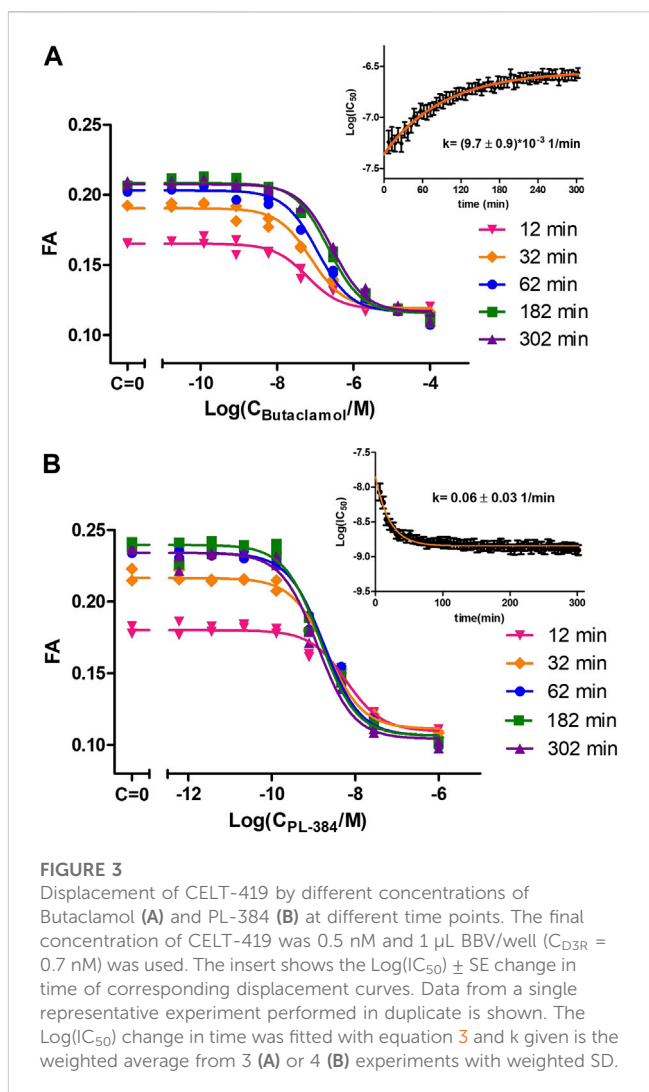 A
-6.5
-7.0
-7.5
Log(IC50)
k= (9.7 ± 0.9)*10-3 1/min
0 60 120 180 240 300
time (min)
0.25
0.20
0.15
0.10
FA
12 min
32 min
62 min
182 min
302 min
C=0 -10 -8 -6 -4
Log(CButaclamol/M)
B
-7.5
-8.0
-8.5
-9.0
-9.5
Log(IC50)
k= 0.06 ± 0.03 1/min
0 100 200 300
time(min)
0.25
0.20
0.15
0.10
FA
12 min
32 min
62 min
182 min
302 min
C=0 -12 -10 -8 -6
Log(CPL-384/M)
FIGURE 3
Displacement of CELT-419 by different concentrations of
Butaclamol (A) and PL-384 (B) at different time points. The final
concentration of CELT-419 was 0.5 nM and 1 μL BBV/well (CD3R =
0.7 nM) was used. The insert shows the Log(IC50) ± SE change in
time of corresponding displacement curves. Data from a single
representative experiment performed in duplicate is shown. The
Log(IC50) change in time was fitted with equation 3 and k given is the
weighted average from 3 (A) or 4 (B) experiments with weighted SD.